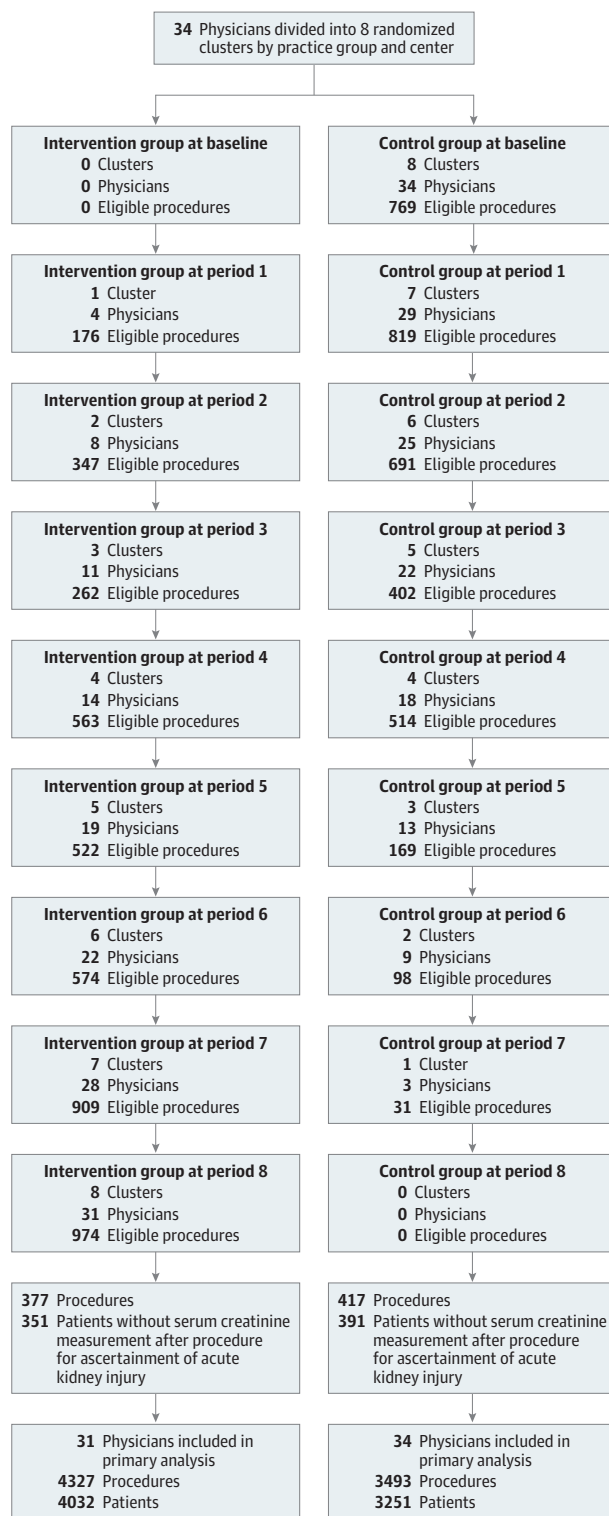 34 Physicians divided into 8 randomized
clusters by practice group and center
Intervention group at baseline
0 Clusters
0 Physicians
0 Eligible procedures
Control group at baseline
8 Clusters
34 Physicians
769 Eligible procedures
Intervention group at period 1
1 Cluster
4 Physicians
176 Eligible procedures
Control group at period 1
7 Clusters
29 Physicians
819 Eligible procedures
Intervention group at period 2
2 Clusters
8 Physicians
347 Eligible procedures
Control group at period 2
6 Clusters
25 Physicians
691 Eligible procedures
Intervention group at period 3
3 Clusters
11 Physicians
262 Eligible procedures
Control group at period 3
5 Clusters
22 Physicians
402 Eligible procedures
Intervention group at period 4
4 Clusters
14 Physicians
563 Eligible procedures
Control group at period 4
4 Clusters
18 Physicians
514 Eligible procedures
Intervention group at period 5
5 Clusters
19 Physicians
522 Eligible procedures
Control group at period 5
3 Clusters
13 Physicians
169 Eligible procedures
Intervention group at period 6
6 Clusters
22 Physicians
574 Eligible procedures
Control group at period 6
2 Clusters
9 Physicians
98 Eligible procedures
Intervention group at period 7
7 Clusters
28 Physicians
909 Eligible procedures
Control group at period 7
1 Cluster
3 Physicians
31 Eligible procedures
Intervention group at period 8
8 Clusters
31 Physicians
974 Eligible procedures
Control group at period 8
0 Clusters
0 Physicians
0 Eligible procedures
377 Procedures
351 Patients without serum creatinine
measurement after procedure
for ascertainment of acute
kidney injury
417 Procedures
391 Patients without serum creatinine
measurement after procedure
for ascertainment of acute
kidney injury
31 Physicians included in
primary analysis
4327 Procedures
4032 Patients
34 Physicians included in
primary analysis
3493 Procedures
3251 Patients